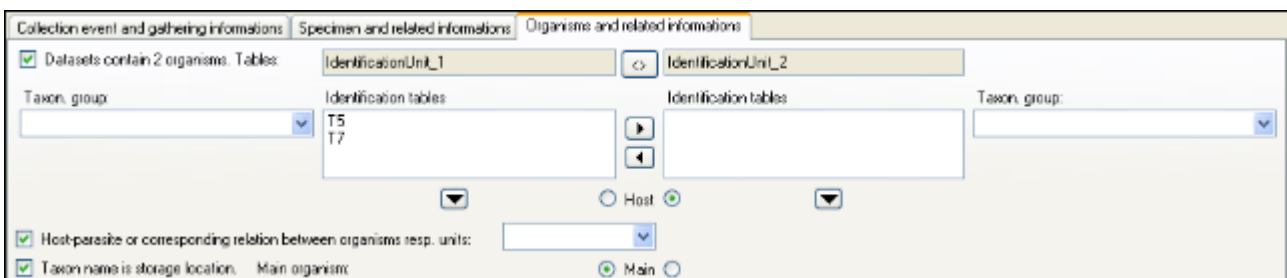 Collection event and gathering informations Specimen and related informations Organisms and related informations
Datasets contain 2 organisms. Tables: IdentificationUnit_1 <> IdentificationUnit_2
Taxon. group: Identification tables Identification tables Taxon. group:
T5
T7
Host
Host-parasite or corresponding relation between organisms resp. units:
Taxon name is storage location. Main organism: Main